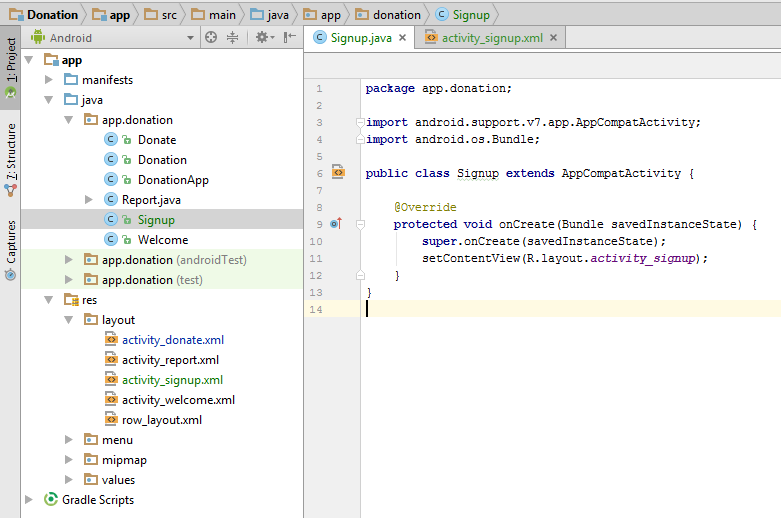 Donation app src main java app donation Signup
Android
Signup.java activity_signup.xml
1: Project
7: Structure
Captures
app
manifests
java
app.donation
Donate
Donation
DonationApp
Report.java
Signup
Welcome
app.donation (androidTest)
app.donation (test)
res
layout
activity_donate.xml
activity_report.xml
activity_signup.xml
activity_welcome.xml
row_layout.xml
menu
mipmap
values
Gradle Scripts
1 package app.donation;
2
3 import android.support.v7.app.AppCompatActivity;
4 import android.os.Bundle;
5
6 public class Signup extends AppCompatActivity {
7
8 @Override
9 protected void onCreate(Bundle savedInstanceState) {
10 super.onCreate(savedInstanceState);
11 setContentView(R.layout.activity_signup);
12 }
13 }
14